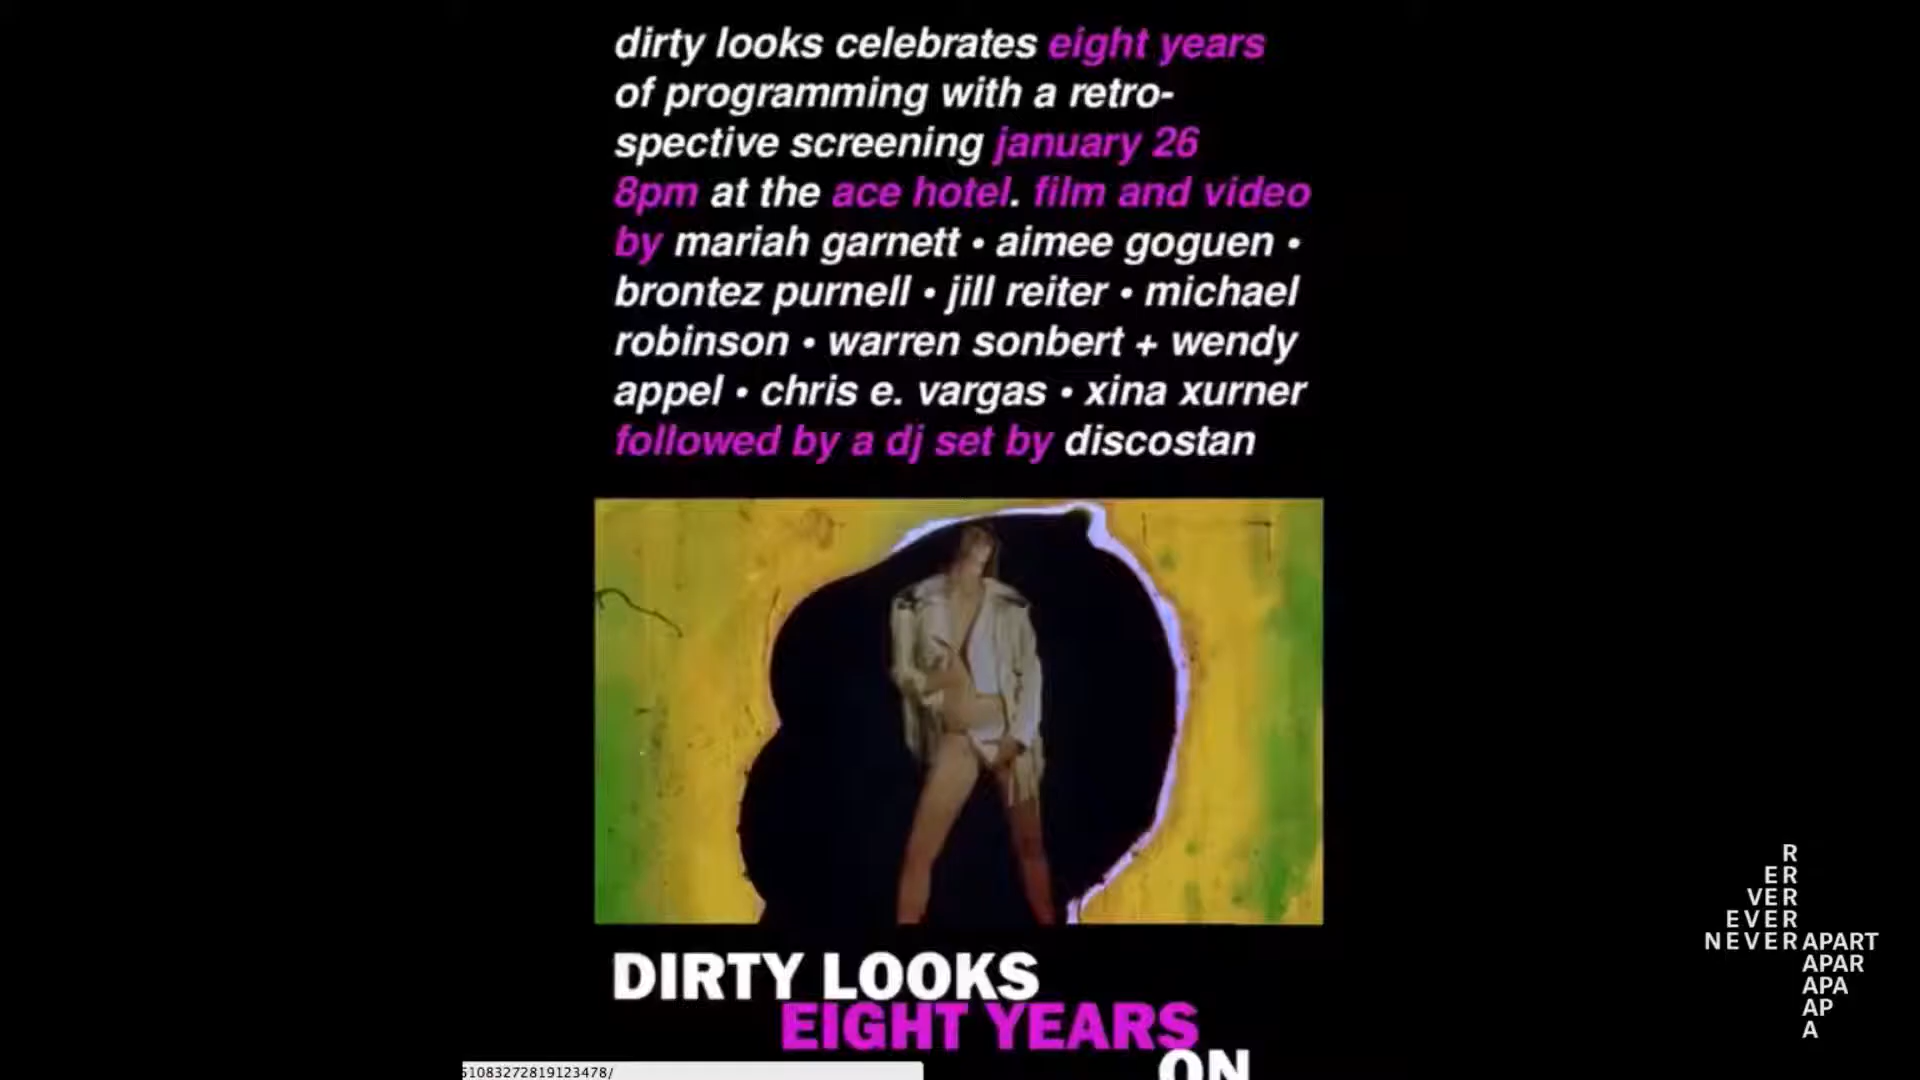 dirty looks celebrates eight years
of programming with a retro-
spective screening january 26
8pm at the ace hotel. film and video
by mariah garnett • aimee goguen •
brontez purnell • jill reiter • michael
robinson • warren sonbert + wendy
appel • chris e. vargas • xina xurner
followed by a dj set by discostan
DIRTY LOOKS
EIGHT YEARS
ON
51083272819123478/
R
ER
VER
EVER
NEVER APART
APAR
APA
AP
A